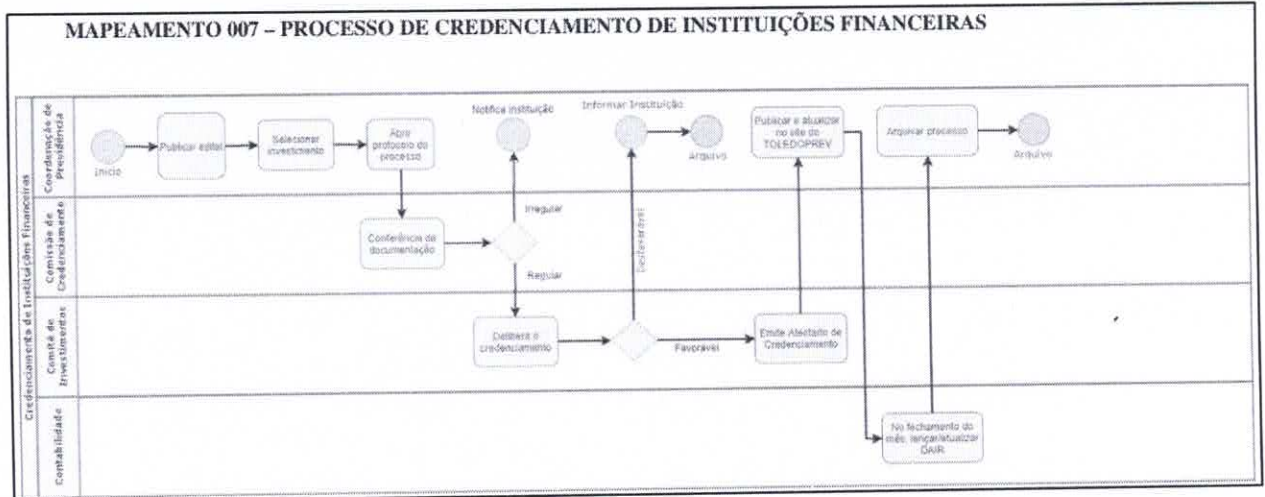 MAPEAMENTO 007 – PROCESSO DE CREDENCIAMENTO DE INSTITUIÇÕES FINANCEIRAS
Credenciamento de Instituições Financeiras
Coordenação de
Previdência
Início
Publicar edital
Selecionar
investimento
Abre
protocolo do
processo
Notifica instituição
Informar Instituição
Arquivo
Publicar e atualizar
no site do
TOLEDOPREV
Arquivar processo
Arquivo
Comissão de
Credenciamento
Conferência de
documentação
Irregular
Regular
Desfavorável
Comitê de
Investimentos
Delibera o
credenciamento
Favorável
Emite Atestado de
Credenciamento
Contabilidade
No fechamento do
mês, lançar/atualizar
DAIR